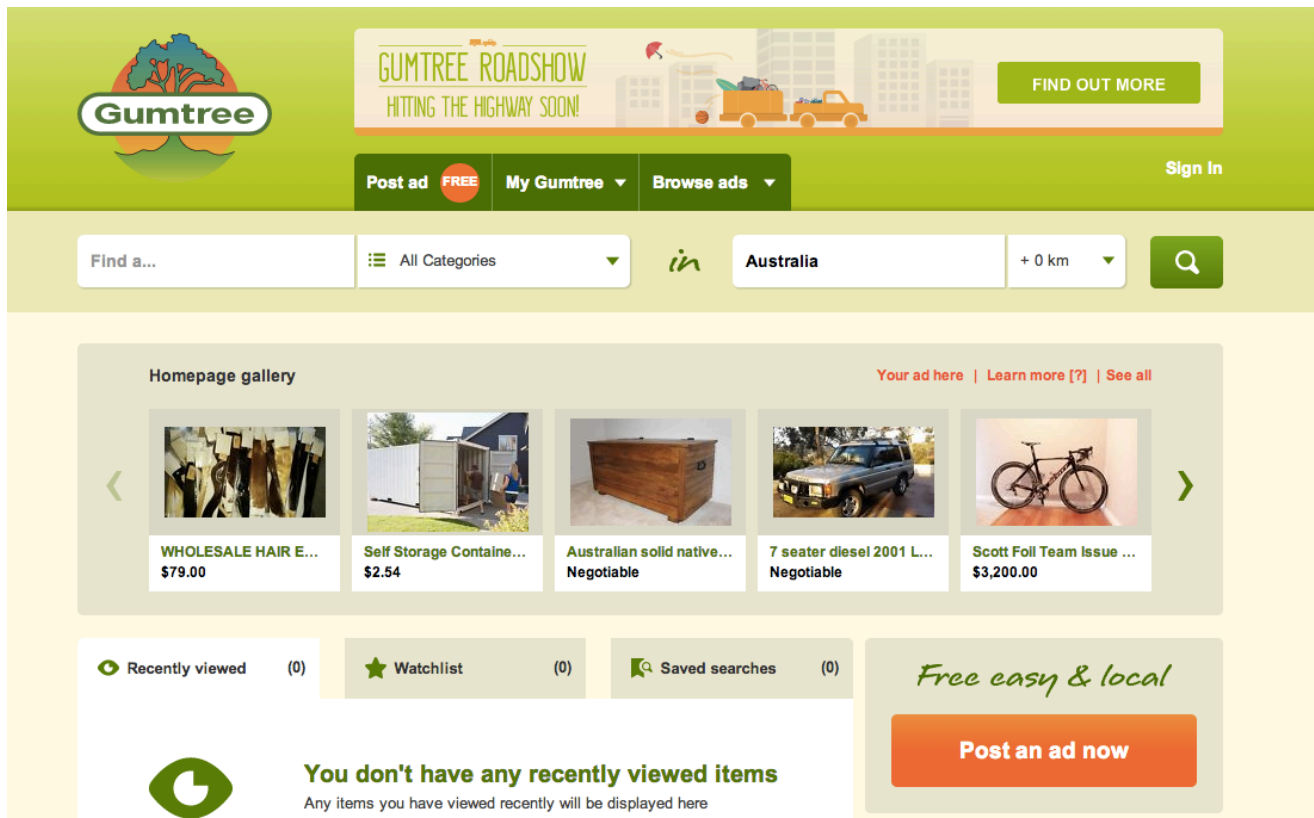 Gumtree
GUMTREE ROADSHOW
HITTING THE HIGHWAY SOON!
FIND OUT MORE
Post ad FREE My Gumtree Browse ads
Sign In
Find a... All Categories in Australia + 0 km
Homepage gallery Your ad here | Learn more [?] | See all
WHOLESALE HAIR E... Self Storage Containe... Australian solid native... 7 seater diesel 2001 L... Scott Foil Team Issue ...
$79.00 $2.54 Negotiable Negotiable $3,200.00
Recently viewed (0) Watchlist (0) Saved searches (0)
Free easy & local
Post an ad now
You don't have any recently viewed items
Any items you have viewed recently will be displayed here